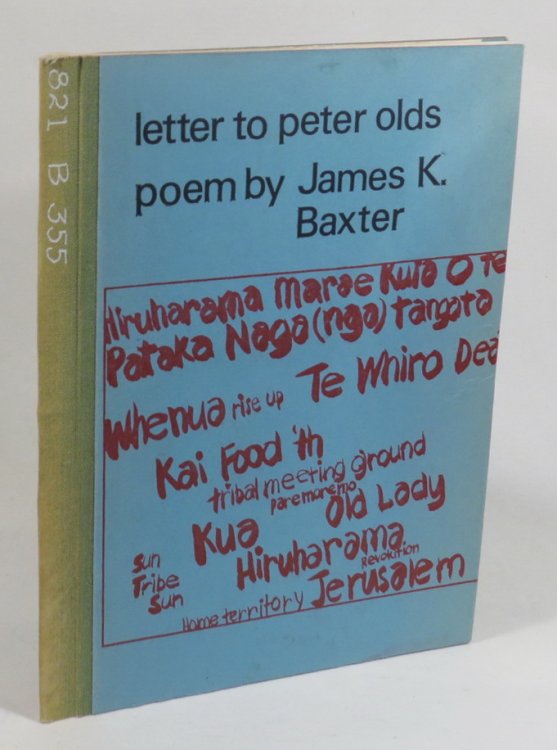 821 B 355
letter to peter olds
poem by James K.
Baxter
Hiruharama marae Kuta O Te
Pataka Naga (nga) tangata
Whenua rise up Te Whiro Dea
Kai Food 'th
tribal meeting ground
paremoremo
Old Lady
Kua
Hiruharama
Revolution
Sun
Tribe
Sun
Jerusalem
Home territory